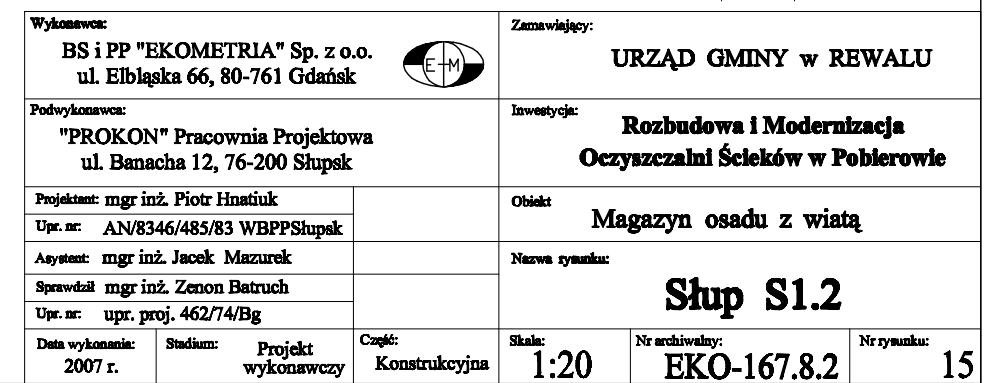 Wykonawca:
BS i PP "EKOMETRIA" Sp. z o.o.
ul. Elbląska 66, 80-761 Gdańsk
E M
Zamawiający:
URZĄD GMINY w REWALU
Podwykonawca:
"PROKON" Pracownia Projektowa
ul. Banacha 12, 76-200 Słupsk
Inwestycja:
Rozbudowa i Modernizacja
Oczyszczalni Ścieków w Pobierowie
Projektant: mgr inż. Piotr Hnatiuk
Upr. nr: AN/8346/485/83 WBPPSłupsk
Obiekt
Magazyn osadu z wiatą
Asystent: mgr inż. Jacek Mazurek
Sprawdził mgr inż. Zenon Batruch
Upr. nr: upr. proj. 462/74/Bg
Nazwa rysunku:
Słup S1.2
Data wykonania:
2007 r.
Stadium:
Projekt
wykonawczy
Część:
Konstrukcyjna
Skala:
1:20
Nr archiwalny:
EKO-167.8.2
Nr rysunku:
15